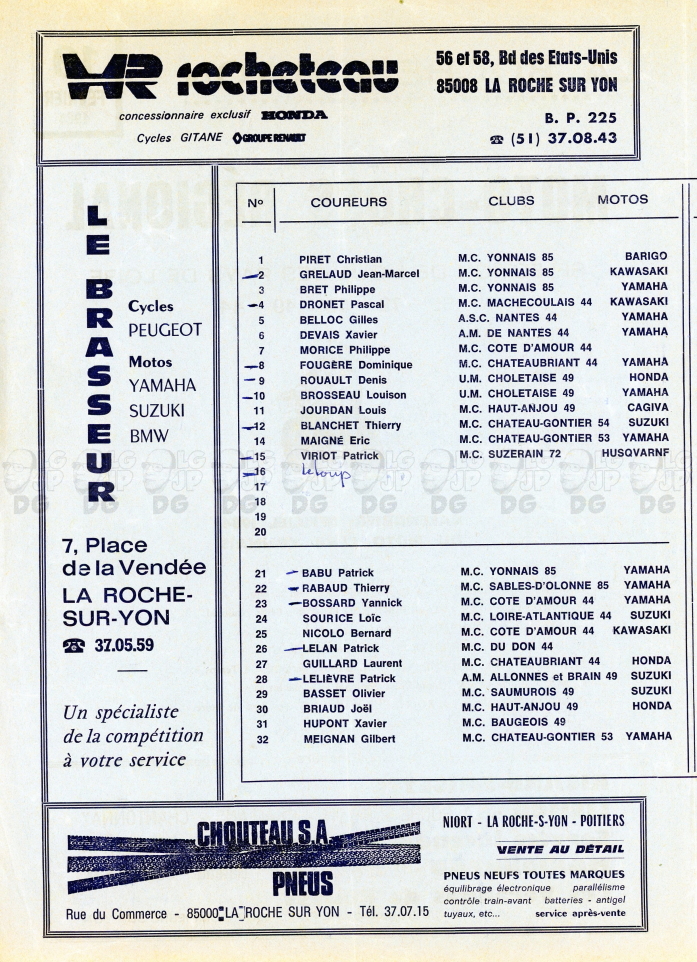 WR rocheteau
56 et 58, Bd des Etats-Unis
85008 LA ROCHE SUR YON
concessionnaire exclusif HONDA
B. P. 225
Cycles GITANE GROUPE RENAULT
☎ (51) 37.08.43
LE BRASSEUR
Cycles
PEUGEOT
Motos
YAMAHA
SUZUKI
BMW
7, Place
de la Vendée
LA ROCHE-
SUR-YON
☎ 37.05.59
Un spécialiste
de la compétition
à votre service
Nº COUREURS CLUBS MOTOS
1 PIRET Christian M.C. YONNAIS 85 BARIGO
2 GRELAUD Jean-Marcel M.C. YONNAIS 85 KAWASAKI
3 BRET Philippe M.C. YONNAIS 85 YAMAHA
4 DRONET Pascal M.C. MACHECOULAIS 44 KAWASAKI
5 BELLOC Gilles A.S.C. NANTES 44 YAMAHA
6 DEVAIS Xavier A.M. DE NANTES 44 YAMAHA
7 MORICE Philippe M.C. COTE D'AMOUR 44
8 FOUGÈRE Dominique M.C. CHATEAUBRIANT 44 YAMAHA
9 ROUAULT Denis U.M. CHOLETAISE 49 HONDA
10 BROSSEAU Louison U.M. CHOLETAISE 49 YAMAHA
11 JOURDAN Louis M.C. HAUT-ANJOU 49 CAGIVA
12 BLANCHET Thierry M.C. CHATEAU-GONTIER 54 SUZUKI
14 MAIGNÉ Eric M.C. CHATEAU-GONTIER 53 YAMAHA
15 VIRIOT Patrick M.C. SUZERAIN 72 HUSQVARNF
16 Leloup
17
18
19
20
21 BABU Patrick M.C. YONNAIS 85 YAMAHA
22 RABAUD Thierry M.C. SABLES-D'OLONNE 85 YAMAHA
23 BOSSARD Yannick M.C. COTE D'AMOUR 44 YAMAHA
24 SOURICE Loïc M.C. LOIRE-ATLANTIQUE 44 SUZUKI
25 NICOLO Bernard M.C. COTE D'AMOUR 44 KAWASAKI
26 LELAN Patrick M.C. DU DON 44
27 GUILLARD Laurent M.C. CHATEAUBRIANT 44 HONDA
28 LELIÈVRE Patrick A.M. ALLONNES et BRAIN 49 SUZUKI
29 BASSET Olivier M.C. SAUMUROIS 49 SUZUKI
30 BRIAUD Joël M.C. HAUT-ANJOU 49 HONDA
31 HUPONT Xavier M.C. BAUGEOIS 49
32 MEIGNAN Gilbert M.C. CHATEAU-GONTIER 53 YAMAHA
CHOUTEAU S.A.
PNEUS
Rue du Commerce - 85000 LA ROCHE SUR YON - Tél. 37.07.15
NIORT - LA ROCHE-S-YON - POITIERS
VENTE AU DÉTAIL
PNEUS NEUFS TOUTES MARQUES
équilibrage électronique parallélisme
contrôle train-avant batteries - antigel
tuyaux, etc... service après-vente